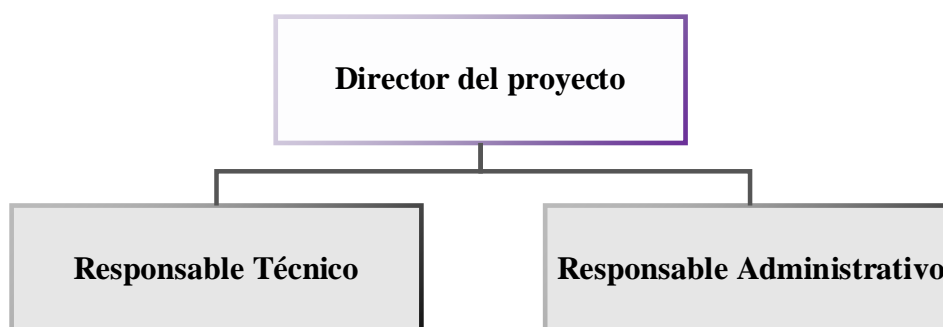 Director del proyecto
Responsable Técnico
Responsable Administrativo